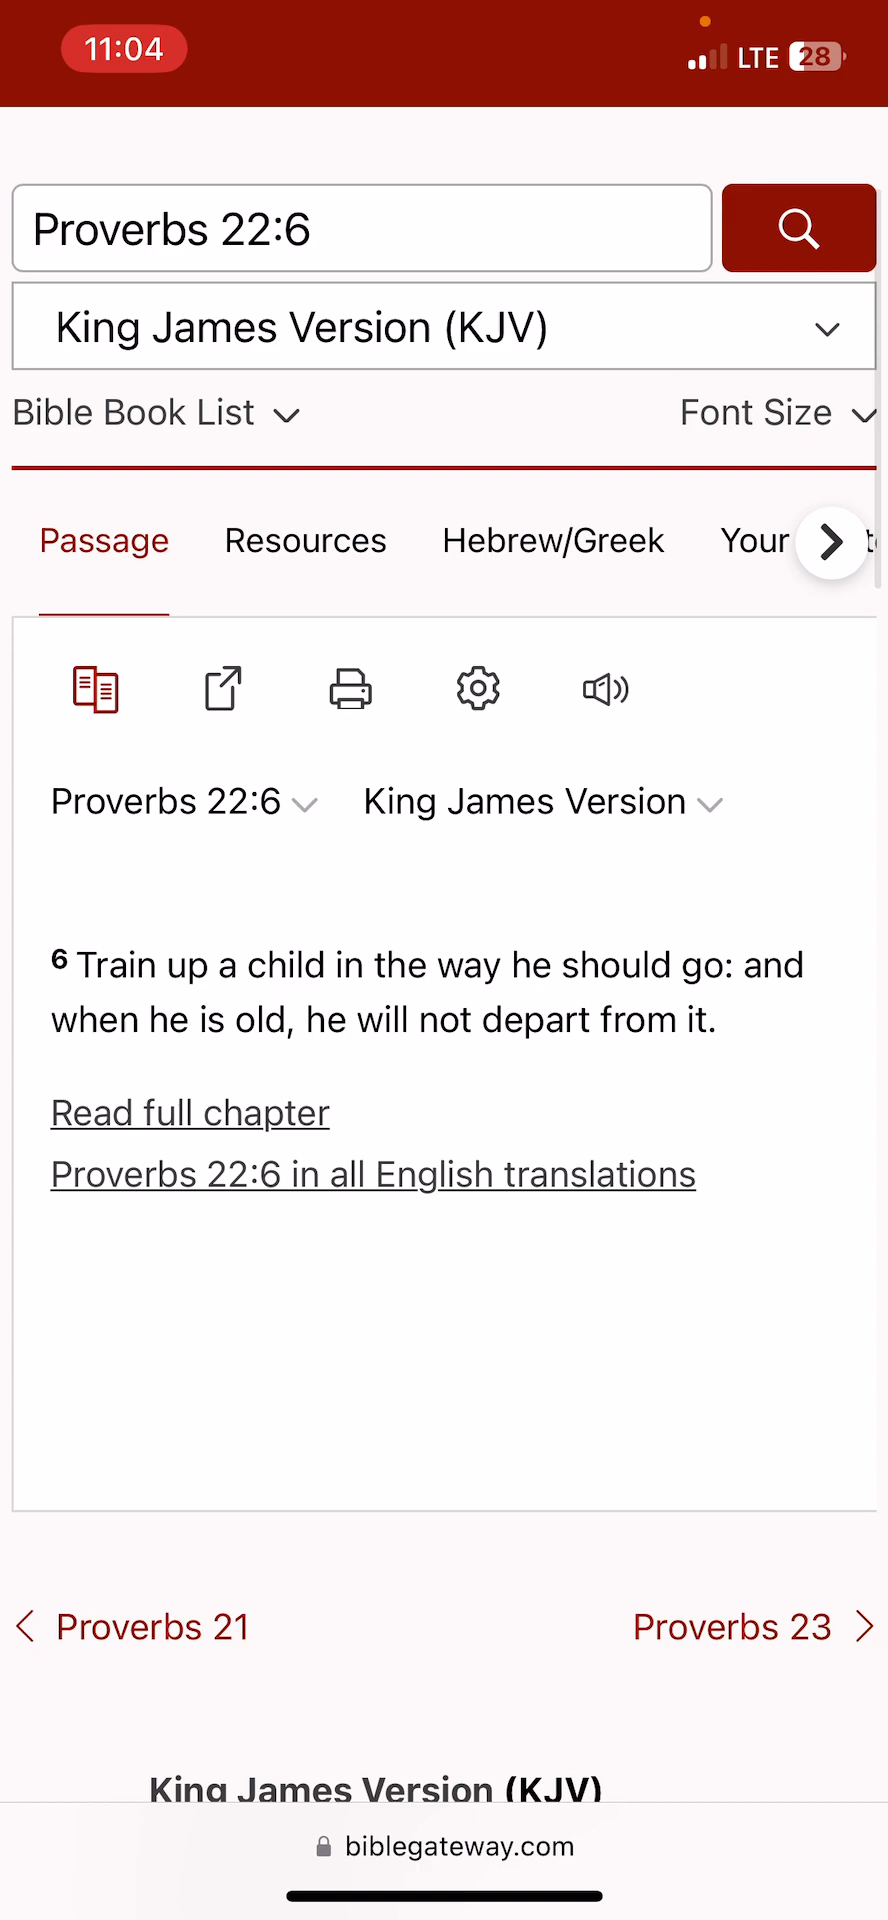 11:04
LTE 28
Proverbs 22:6
King James Version (KJV)
Bible Book List
Font Size
Passage Resources Hebrew/Greek Your
Proverbs 22:6 King James Version
6 Train up a child in the way he should go: and
when he is old, he will not depart from it.
Read full chapter
Proverbs 22:6 in all English translations
Proverbs 21
Proverbs 23
King James Version (KJV)
biblegateway.com